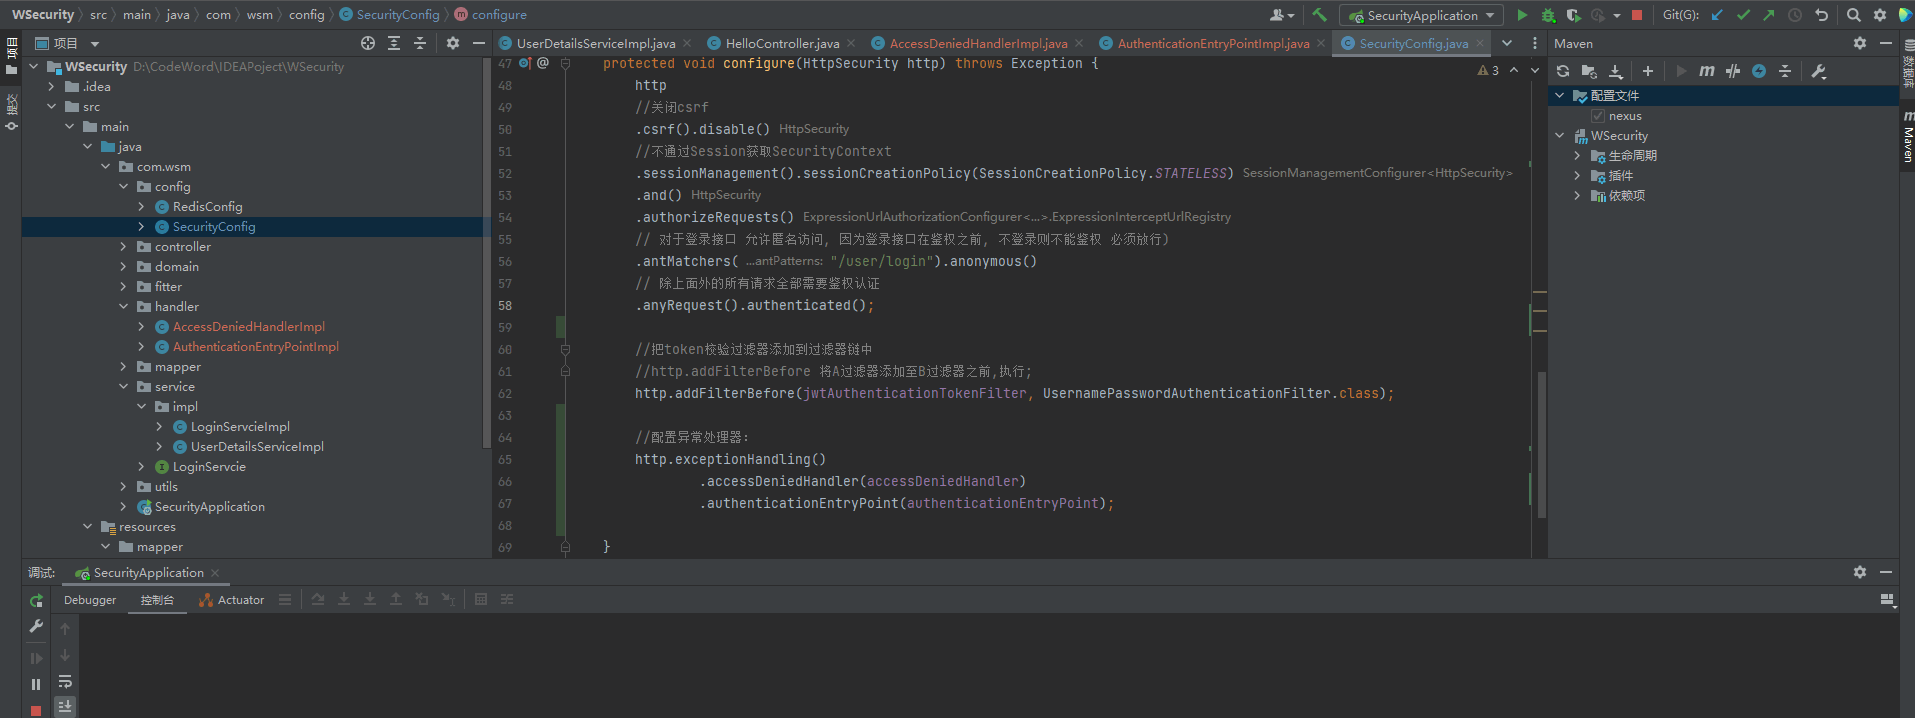 WSecurity src main java com wsm config SecurityConfig configure
SecurityApplication Git(G):
项目
UserDetailsServiceImpl.java HelloController.java AccessDeniedHandlerImpl.java AuthenticationEntryPointImpl.java SecurityConfig.java
Maven
项目
提交
WSecurity D:\CodeWord\IDEAPoject\WSecurity
.idea
src
main
java
com.wsm
config
RedisConfig
SecurityConfig
controller
domain
fitter
handler
AccessDeniedHandlerImpl
AuthenticationEntryPointImpl
mapper
service
impl
LoginServcieImpl
UserDetailsServiceImpl
LoginServcie
utils
SecurityApplication
resources
mapper
3
47 protected void configure(HttpSecurity http) throws Exception {
48 http
49 //关闭csrf
50 .csrf().disable() HttpSecurity
51 //不通过Session获取SecurityContext
52 .sessionManagement().sessionCreationPolicy(SessionCreationPolicy.STATELESS) SessionManagementConfigurer<HttpSecurity>
53 .and() HttpSecurity
54 .authorizeRequests() ExpressionUrlAuthorizationConfigurer<...>.ExpressionInterceptUrlRegistry
55 // 对于登录接口 允许匿名访问, 因为登录接口在鉴权之前, 不登录则不能鉴权 必须放行)
56 .antMatchers( ...antPatterns: "/user/login").anonymous()
57 // 除上面外的所有请求全部需要鉴权认证
58 .anyRequest().authenticated();
59
60 //把token校验过滤器添加到过滤器链中
61 //http.addFilterBefore 将A过滤器添加至B过滤器之前,执行;
62 http.addFilterBefore(jwtAuthenticationTokenFilter, UsernamePasswordAuthenticationFilter.class);
63
64 //配置异常处理器:
65 http.exceptionHandling()
66 .accessDeniedHandler(accessDeniedHandler)
67 .authenticationEntryPoint(authenticationEntryPoint);
68
69 }
配置文件
nexus
WSecurity
生命周期
插件
依赖项
数据库
Maven
调试: SecurityApplication
Debugger 控制台 Actuator